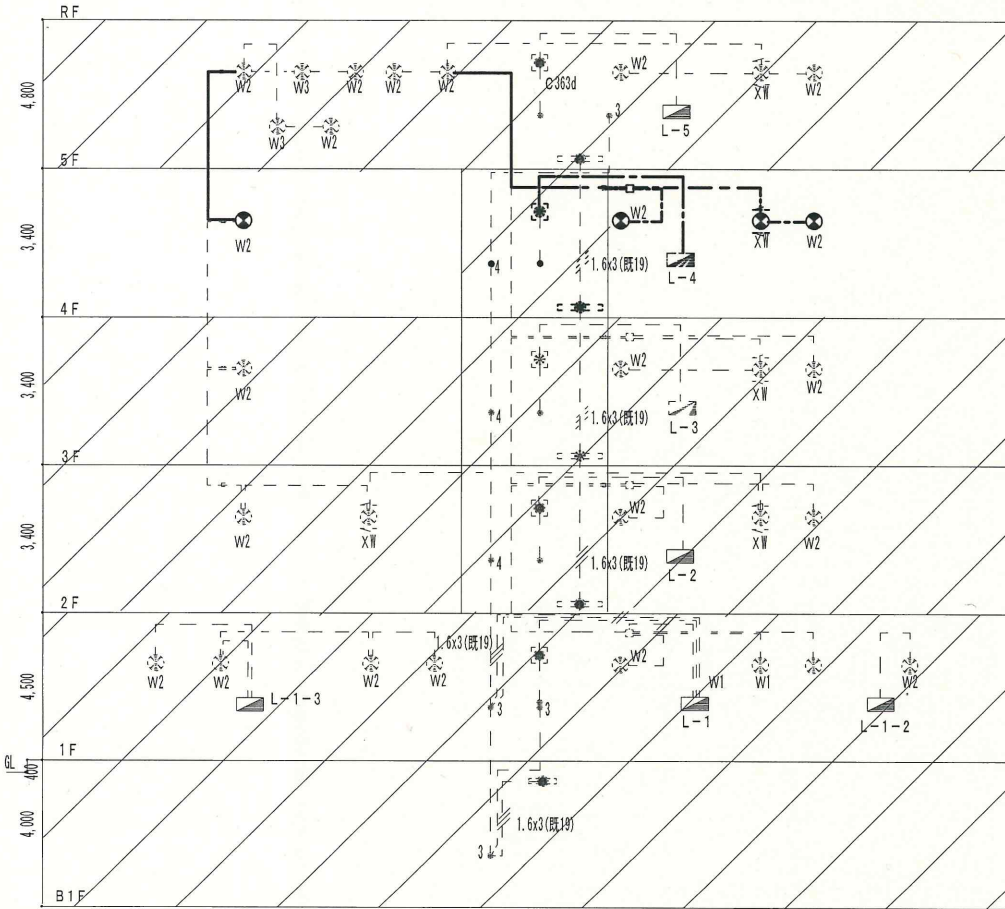 RF
4,800
W2 W3 W2 W2 W2
C363d
W2
XW
W2
W3 W2
3
L-5
5F
3,400
W2
W2
XW
W2
4
1.6x3(既19)
L-4
4F
3,400
W2
W2
XW
W2
4
1.6x3(既19)
L-3
3F
3,400
W2
XW
W2
XW
W2
4
1.6x3(既19)
L-2
2F
4,500
1.6x3(既19)
W2 W2 W2 W2
W2
W1
W1
W2
L-1-3
3
3
L-1
L-1-2
1F
GL
400
4,000
1.6x3(既19)
3
B1F